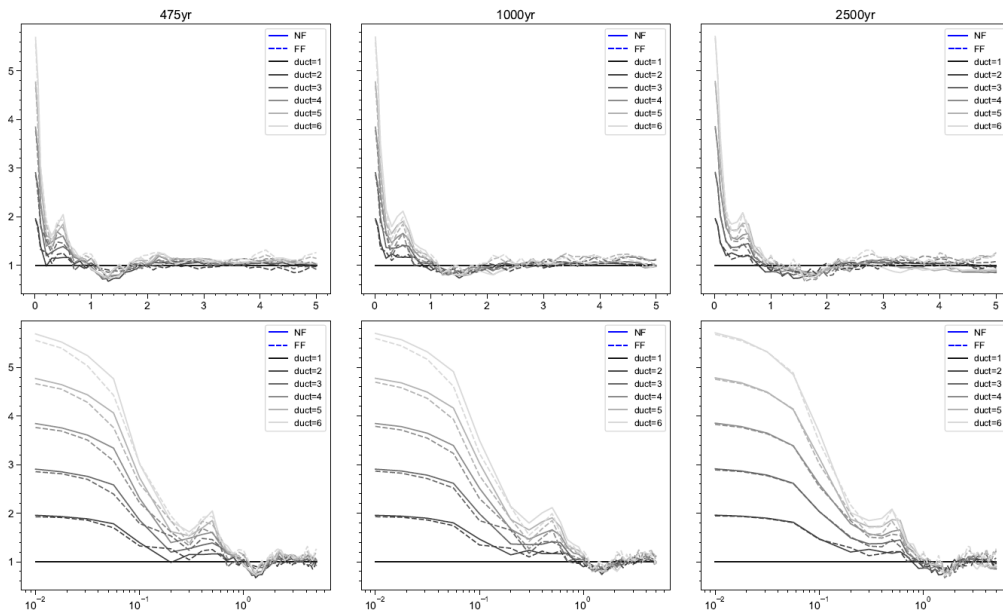 475yr
1000yr
2500yr
5
4
3
2
1
NF
FF
duct=1
duct=2
duct=3
duct=4
duct=5
duct=6
NF
FF
duct=1
duct=2
duct=3
duct=4
duct=5
duct=6
NF
FF
duct=1
duct=2
duct=3
duct=4
duct=5
duct=6
0 1 2 3 4 5
0 1 2 3 4 5
0 1 2 3 4 5
5
4
3
2
1
NF
FF
duct=1
duct=2
duct=3
duct=4
duct=5
duct=6
NF
FF
duct=1
duct=2
duct=3
duct=4
duct=5
duct=6
NF
FF
duct=1
duct=2
duct=3
duct=4
duct=5
duct=6
10⁻² 10⁻¹ 10⁰
10⁻² 10⁻¹ 10⁰
10⁻² 10⁻¹ 10⁰